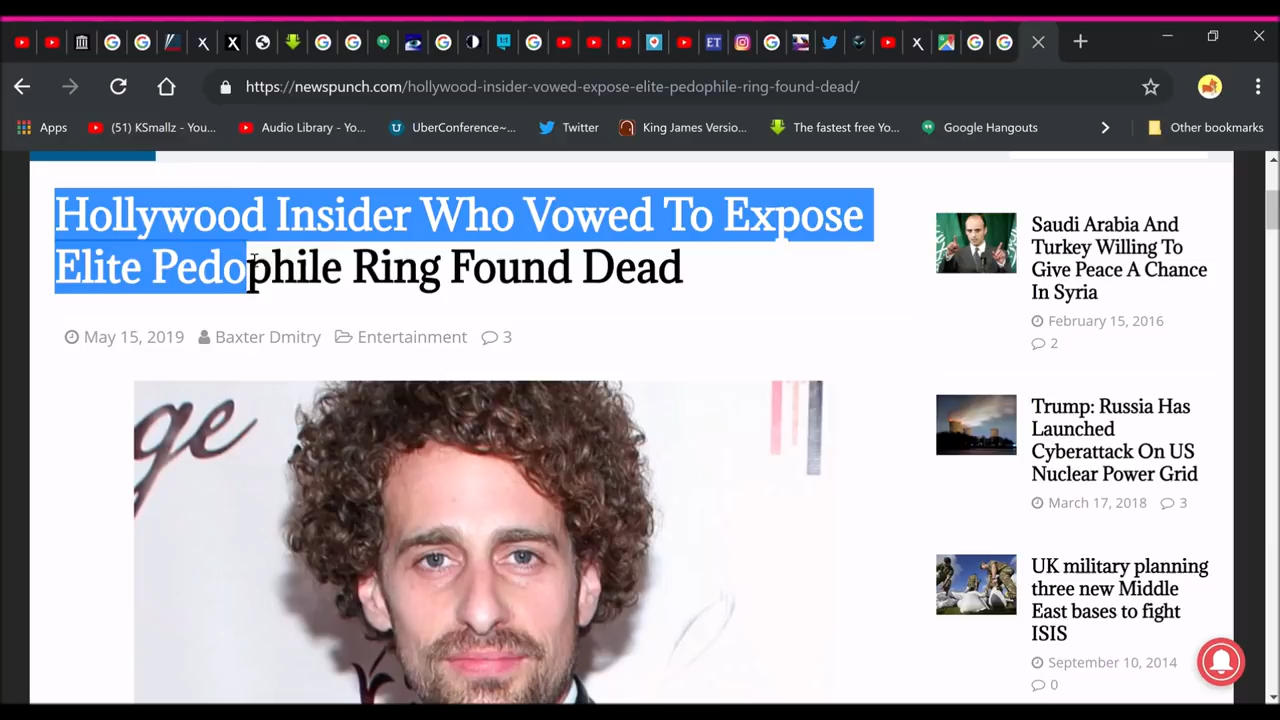 https://newspunch.com/hollywood-insider-vowed-expose-elite-pedophile-ring-found-dead/
Apps
(51) KSmallz - You...
Audio Library - Yo...
UberConference~...
Twitter
King James Versio...
The fastest free Yo...
Google Hangouts
Other bookmarks
Hollywood Insider Who Vowed To Expose
Elite Pedophile Ring Found Dead
May 15, 2019 Baxter Dmitry Entertainment 3
ge
Saudi Arabia And
Turkey Willing To
Give Peace A Chance
In Syria
February 15, 2016
2
Trump: Russia Has
Launched
Cyberattack On US
Nuclear Power Grid
March 17, 2018 3
UK military planning
three new Middle
East bases to fight
ISIS
September 10, 2014
0